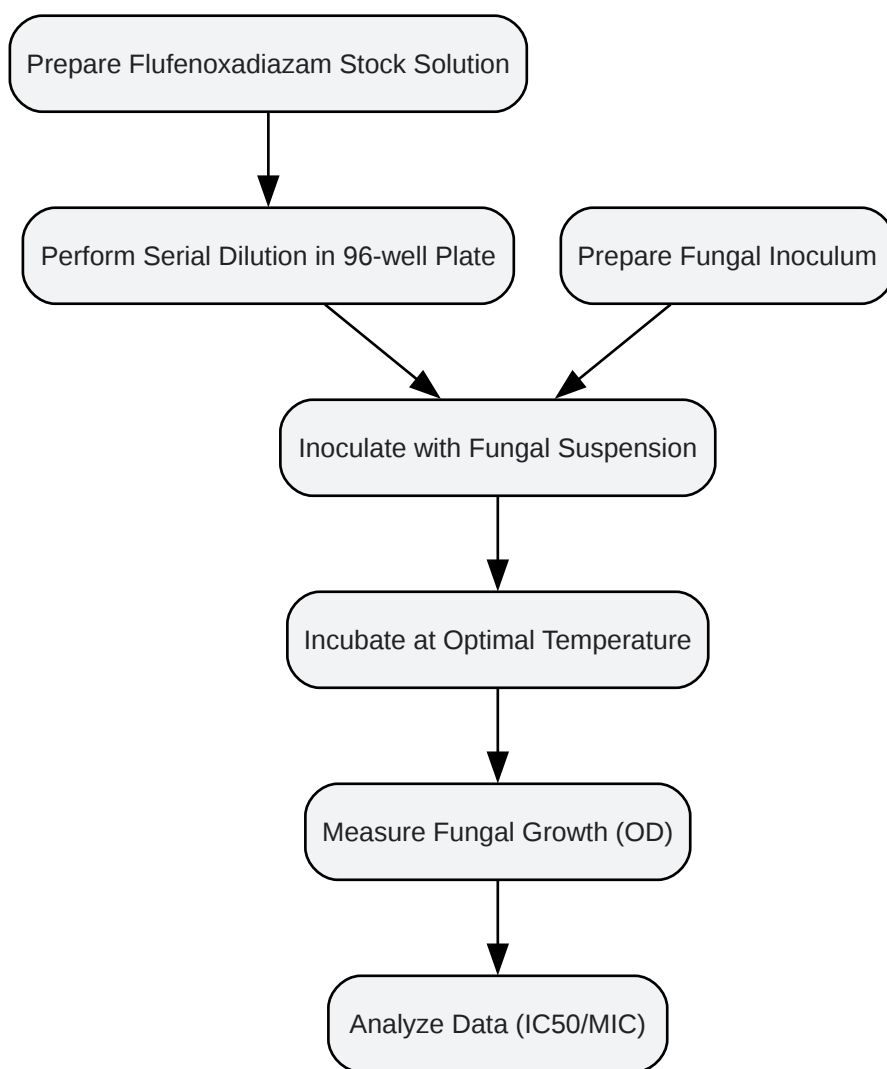 Prepare Flufenoxadiazam Stock Solution
Perform Serial Dilution in 96-well Plate
Prepare Fungal Inoculum
Inoculate with Fungal Suspension
Incubate at Optimal Temperature
Measure Fungal Growth (OD)
Analyze Data (IC50/MIC)